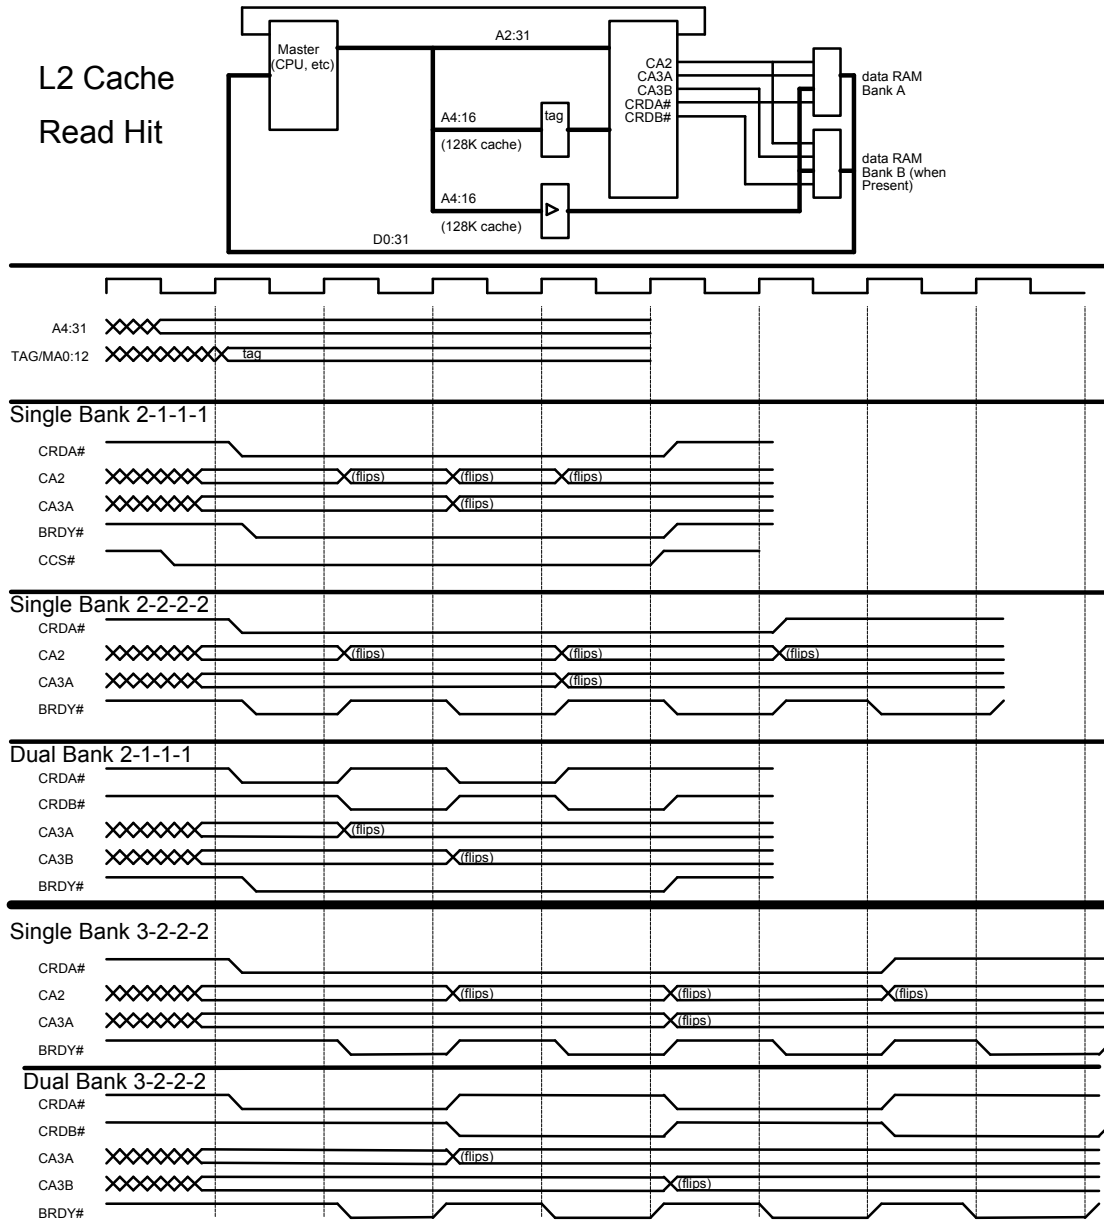 L2 Cache
Read Hit
Master
(CPU, etc)
A2:31
CA2
CA3A
CA3B
CRDA#
CRDB#
data RAM
Bank A
A4:16
(128K cache)
tag
data RAM
Bank B (when
Present)
A4:16
(128K cache)
D0:31
A4:31
TAG/MA0:12
tag
Single Bank 2-1-1-1
CRDA#
CA2
(flips)
(flips)
(flips)
CA3A
(flips)
BRDY#
CCS#
Single Bank 2-2-2-2
CRDA#
CA2
(flips)
(flips)
(flips)
CA3A
(flips)
BRDY#
Dual Bank 2-1-1-1
CRDA#
CRDB#
CA3A
(flips)
CA3B
(flips)
BRDY#
Single Bank 3-2-2-2
CRDA#
CA2
(flips)
(flips)
(flips)
CA3A
(flips)
BRDY#
Dual Bank 3-2-2-2
CRDA#
CRDB#
CA3A
(flips)
CA3B
(flips)
BRDY#